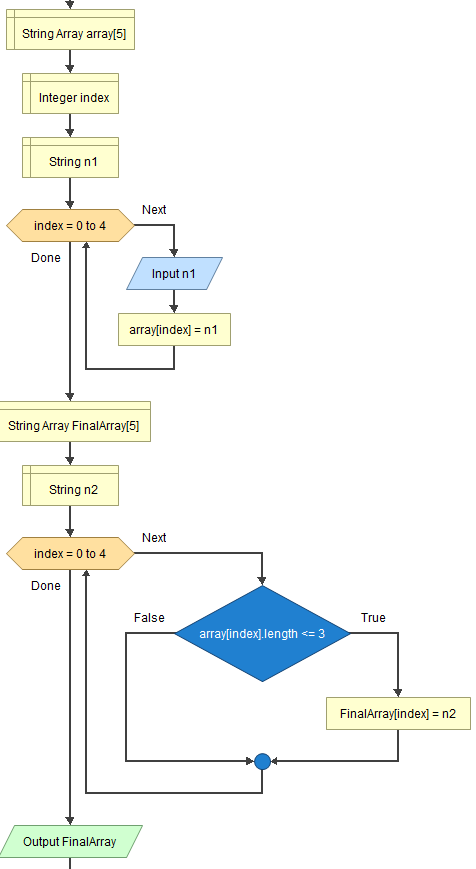 String Array array[5]
Integer index
String n1
index = 0 to 4
Next
Done
Input n1
array[index] = n1
String Array FinalArray[5]
String n2
index = 0 to 4
Next
Done
False
array[index].length <= 3
True
FinalArray[index] = n2
Output FinalArray